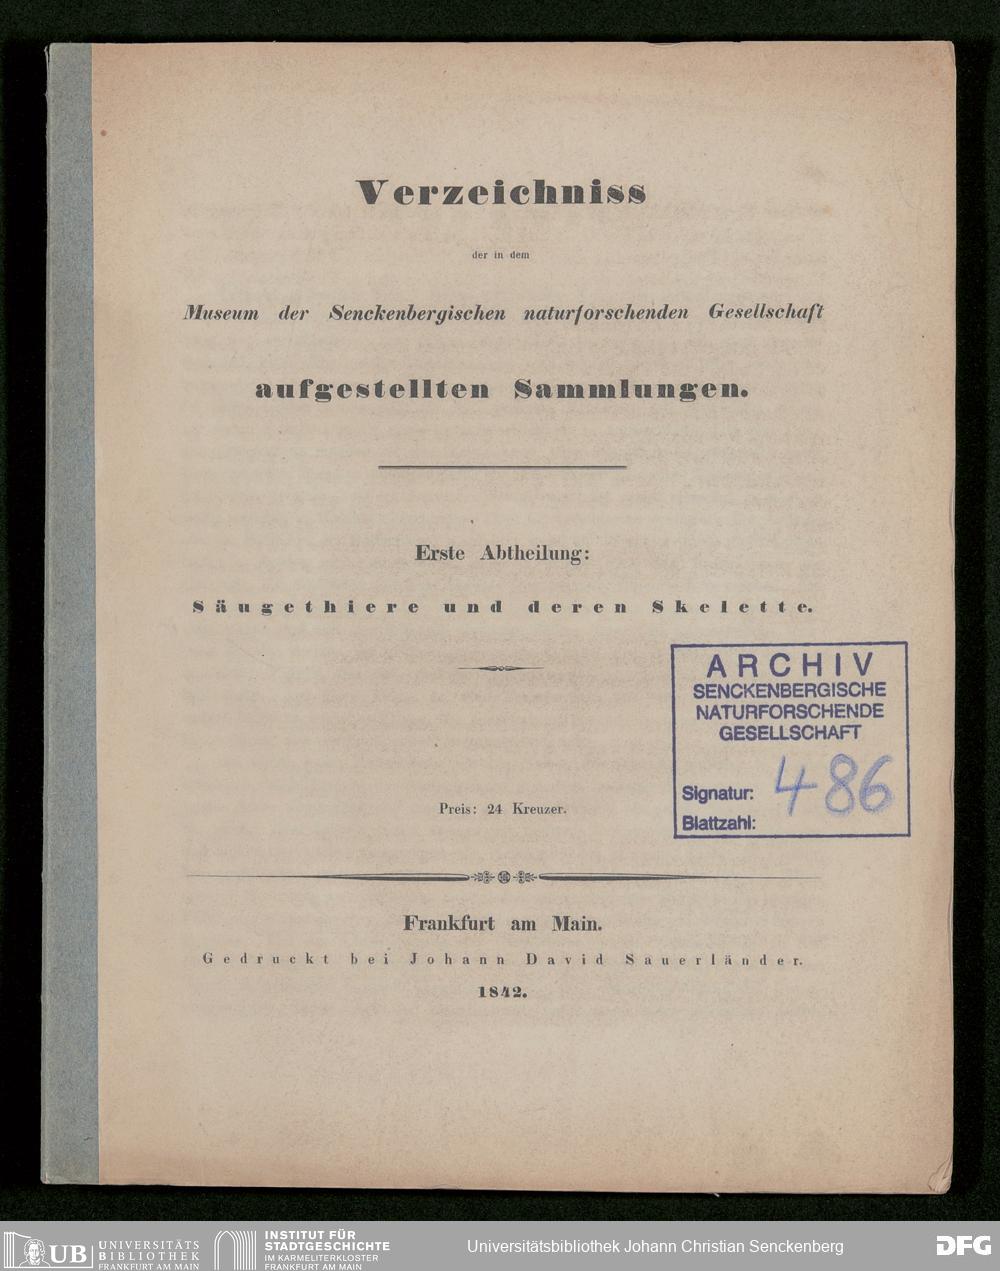 Verzeichniss
der in dem
Museum der Senckenbergischen naturforschenden Gesellschaft
aufgestellten Sammlungen.
Erste Abtheilung:
Säugethiere und deren Skelette.
ARCHIV
SENCKENBERGISCHE
NATURFORSCHENDE
GESELLSCHAFT
Signatur: 486
Blattzahl:
Preis: 24 Kreuzer.
Frankfurt am Main.
Gedruckt bei Johann David Sauerländer.
1842.
UB
UNIVERSITÄTS
BIBLIOTHEK
FRANKFURT AM MAIN
INSTITUT FÜR
STADTGESCHICHTE
IM KARMELITERKLOSTER
FRANKFURT AM MAIN
Universitätsbibliothek Johann Christian Senckenberg
DFG